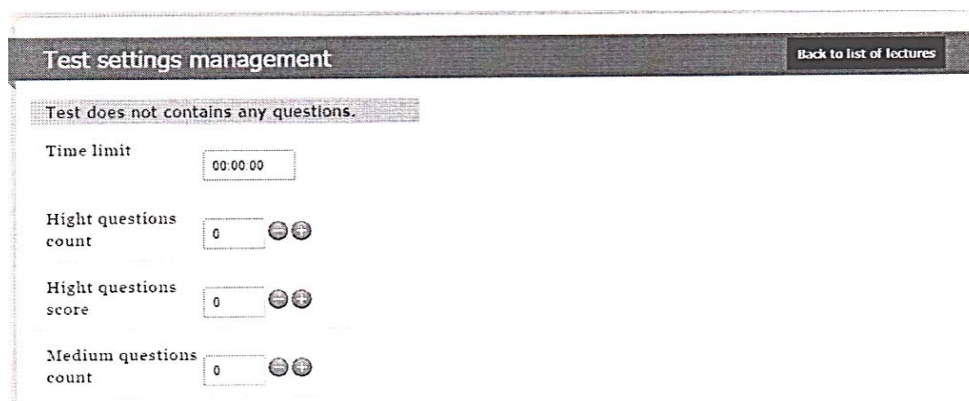 Test settings management
Back to list of lectures
Test does not contains any questions.
Time limit
00:00:00
Hight questions
count
0
Hight questions
score
0
Medium questions
count
0